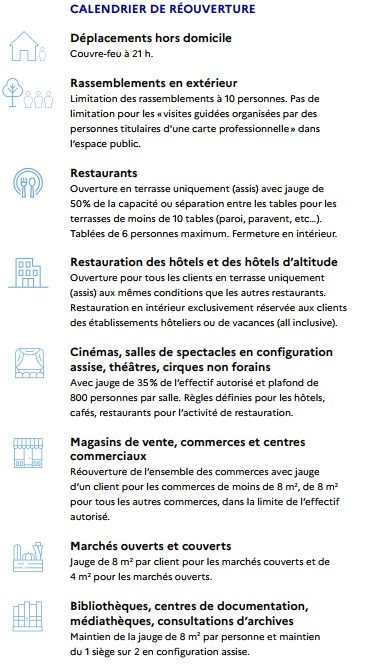 CALENDRIER DE RÉOUVERTURE
Déplacements hors domicile
Couvre-feu à 21 h.
Rassemblements en extérieur
Limitation des rassemblements à 10 personnes. Pas de
limitation pour les «visites guidées organisées par des
personnes titulaires d'une carte professionnelle» dans
l'espace public.
Restaurants
Ouverture en terrasse uniquement (assis) avec jauge de
50% de la capacité ou séparation entre les tables pour les
terrasses de moins de 10 tables (paroi, paravent, etc…).
Tablées de 6 personnes maximum. Fermeture en intérieur.
Restauration des hôtels et des hôtels d'altitude
Ouverture pour tous les clients en terrasse uniquement
(assis) aux mêmes conditions que les autres restaurants.
Restauration en intérieur exclusivement réservée aux clients
des établissements hôteliers ou de vacances (all inclusive).
Cinémas, salles de spectacles en configuration
assise, théâtres, cirques non forains
Avec jauge de 35% de l'effectif autorisé et plafond de
800 personnes par salle. Règles définies pour les hôtels,
cafés, restaurants pour l'activité de restauration.
Magasins de vente, commerces et centres
commerciaux
Réouverture de l'ensemble des commerces avec jauge
d'un client pour les commerces de moins de 8 m², de 8 m²
pour tous les autres commerces, dans la limite de l'effectif
autorisé.
Marchés ouverts et couverts
Jauge de 8 m² par client pour les marchés couverts et de
4 m² pour les marchés ouverts.
Bibliothèques, centres de documentation,
médiathèques, consultations d'archives
Maintien de la jauge de 8 m² par personne et maintien
du 1 siège sur 2 en configuration assise.